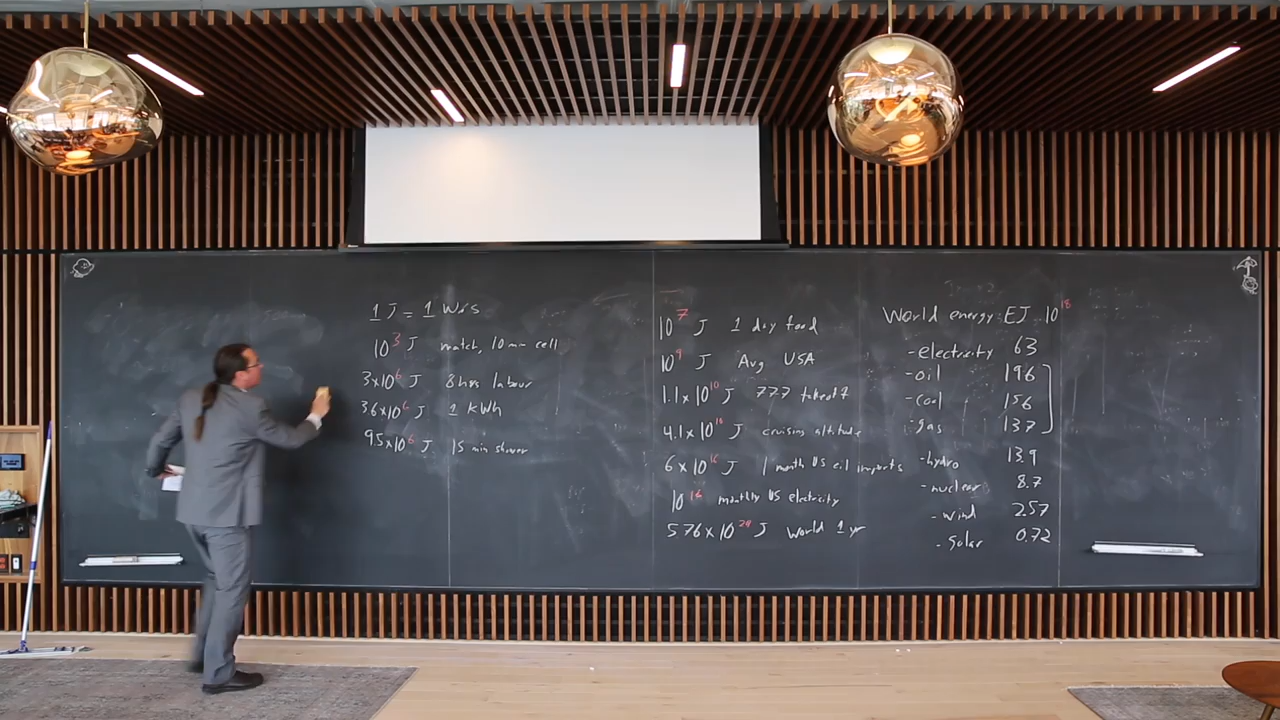 1 J = 1 W·s
10³ J match, 10 min cell
3×10⁶ J 8 hrs labour
3.6×10⁶ J 1 kWh
9.5×10⁶ J 15 min shower
10⁷ J 1 day food
10⁹ J Avg USA
1.1×10¹⁰ J 777 takeoff
4.1×10¹⁰ J cruising altitude
6×10¹⁶ J 1 month US oil imports
10¹⁸ monthly US electricity
5.76×10²⁰ J World 1 yr
World energy: EJ 10¹⁸
-electricity 63
-oil 196
-coal 156
-gas 137
-hydro 13.9
-nuclear 8.7
-wind 2.57
-Solar 0.72